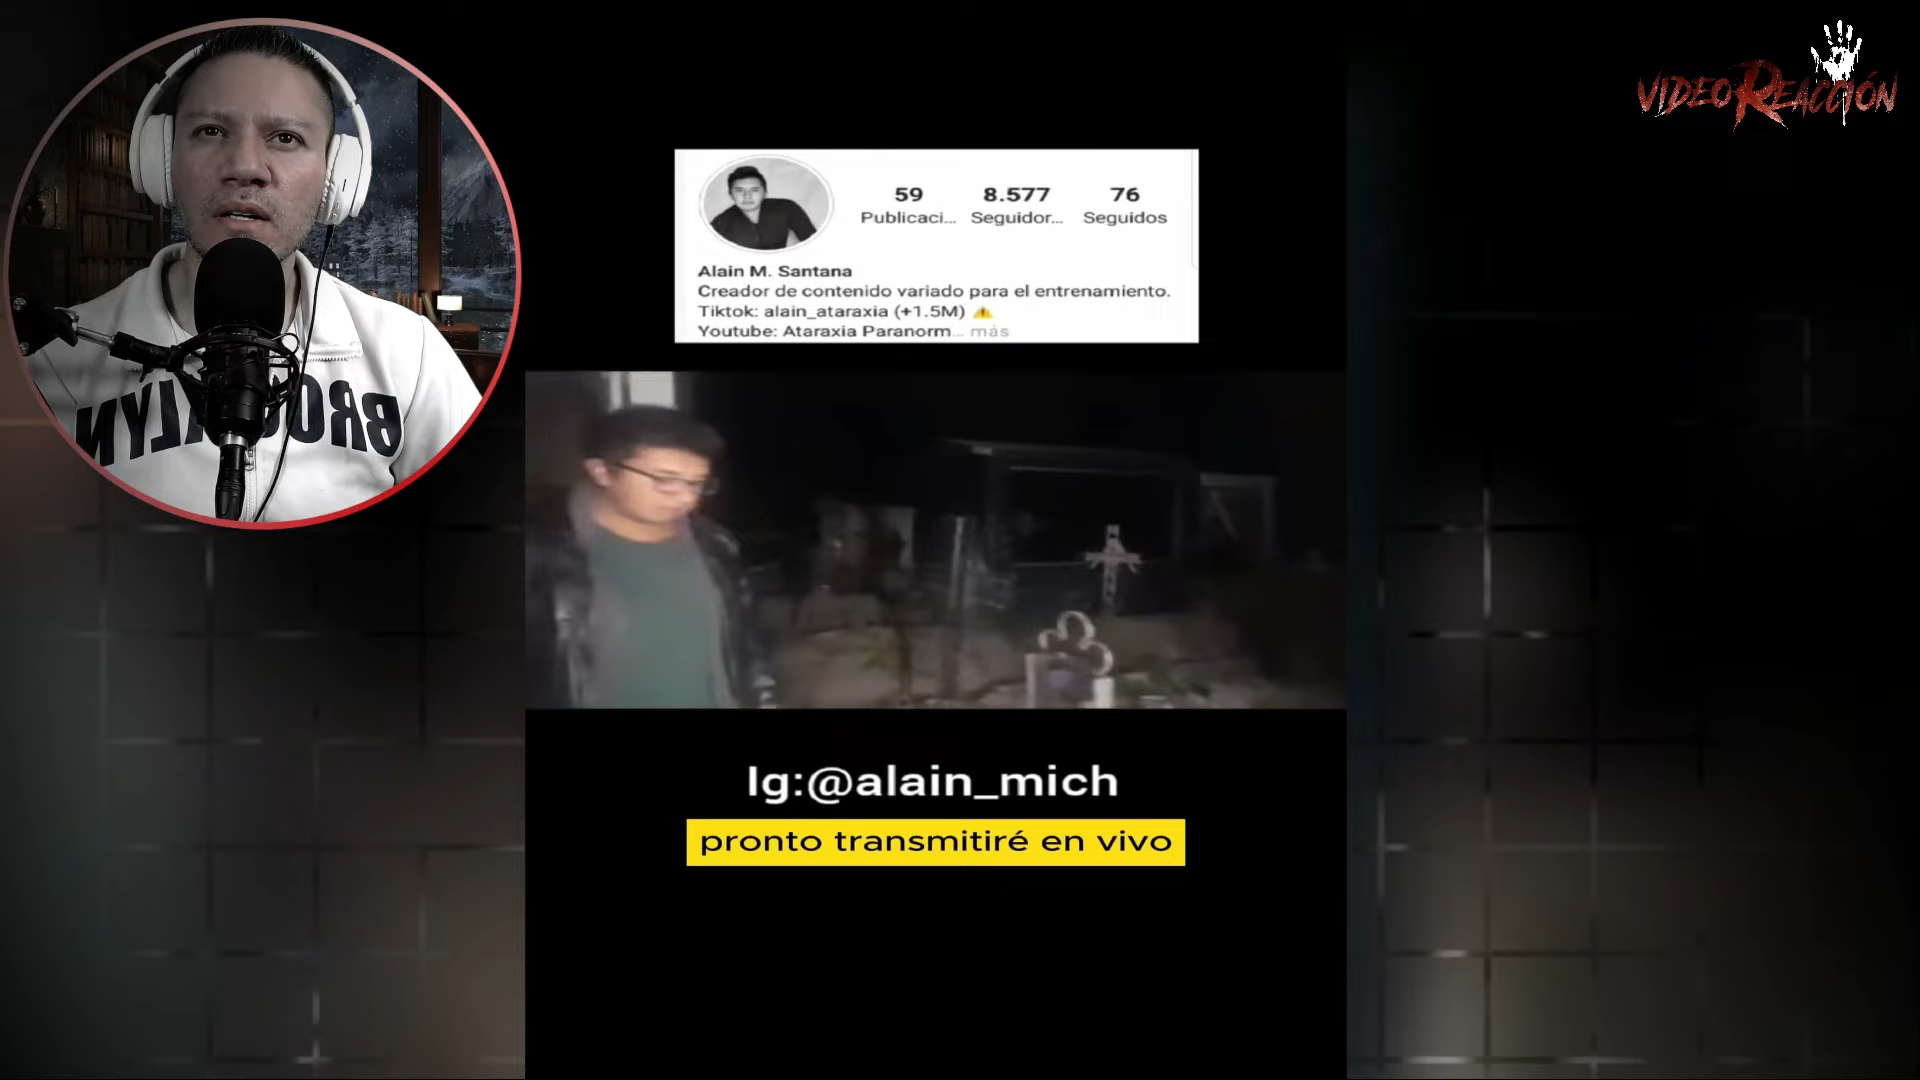 VIDEO REACCIÓN
BROOKLYN
59 8.577 76
Publicaci... Seguidor... Seguidos
Alain M. Santana
Creador de contenido variado para el entrenamiento.
Tiktok: alain_ataraxia (+1.5M) ⚠️
Youtube: Ataraxia Paranorm... más
Ig:@alain_mich
pronto transmitiré en vivo